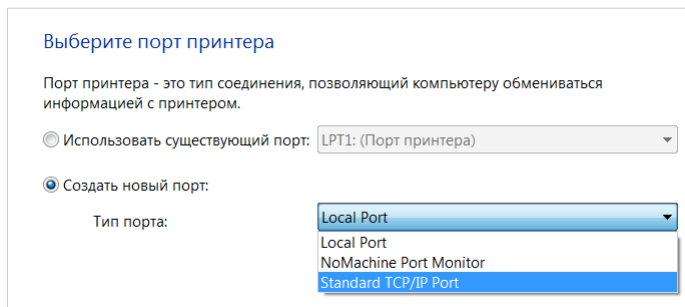 Выберите порт принтера
Порт принтера - это тип соединения, позволяющий компьютеру обмениваться
информацией с принтером.
Использовать существующий порт: LPT1: (Порт принтера)
Создать новый порт:
Тип порта: Local Port
Local Port
NoMachine Port Monitor
Standard TCP/IP Port